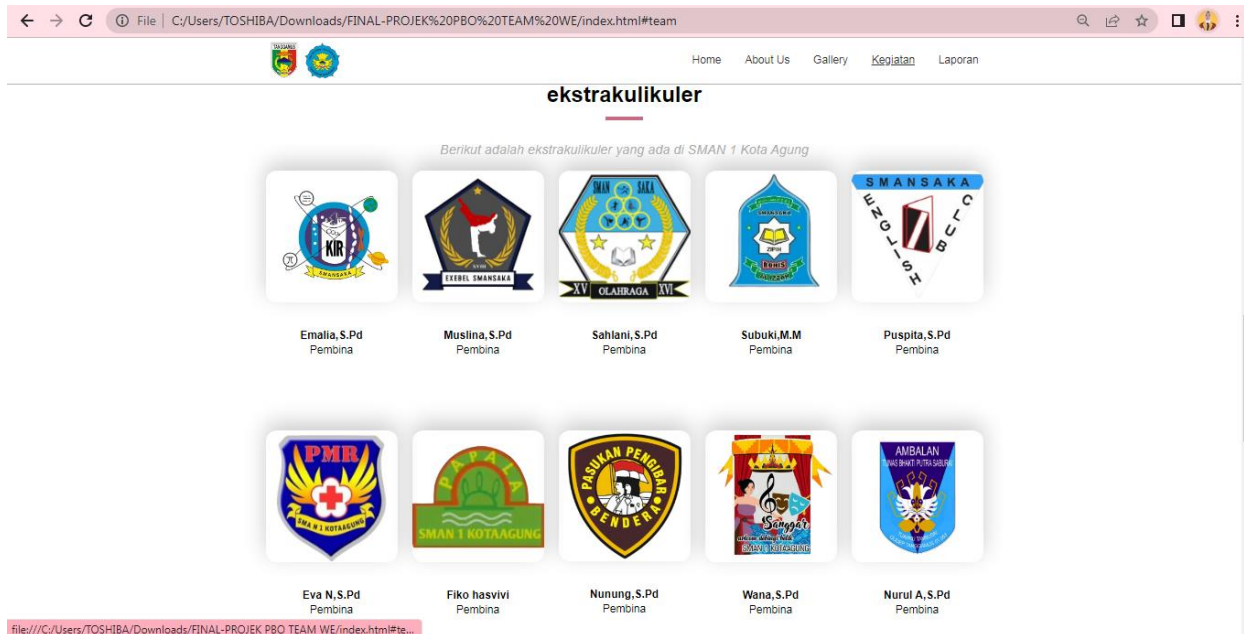 File | C:/Users/TOSHIBA/Downloads/FINAL-PROJEK%20PBO%20TEAM%20WE/index.html#team
TANGGAMUS
Home About Us Gallery Kegiatan Laporan
ekstrakulikuler
Berikut adalah ekstrakulikuler yang ada di SMAN 1 Kota Agung
KIR
SMANSAKA
XVIII
EXEBEL SMANSAKA
SMAN SAKA
XV OLAHRAGA XVI
SMANSAKA
ROHIS
SMANSAKA
ENGLISH
CLUB
Emalia,S.Pd Muslina,S.Pd Sahlani,S.Pd Subuki,M.M Puspita,S.Pd
Pembina Pembina Pembina Pembina Pembina
PMR
SMA N 1 KOTAAGUNG
PAPALA
SMAN 1 KOTAAGUNG
PASUKAN PENGIBAR
BENDERA
Sanggar
SMAN 1 KOTAAGUNG
AMBALAN
Eva N,S.Pd Fiko hasvivi Nunung,S.Pd Wana,S.Pd Nurul A,S.Pd
Pembina Pembina Pembina Pembina Pembina
file:///C:/Users/TOSHIBA/Downloads/FINAL-PROJEK PBO TEAM WE/index.html#te...